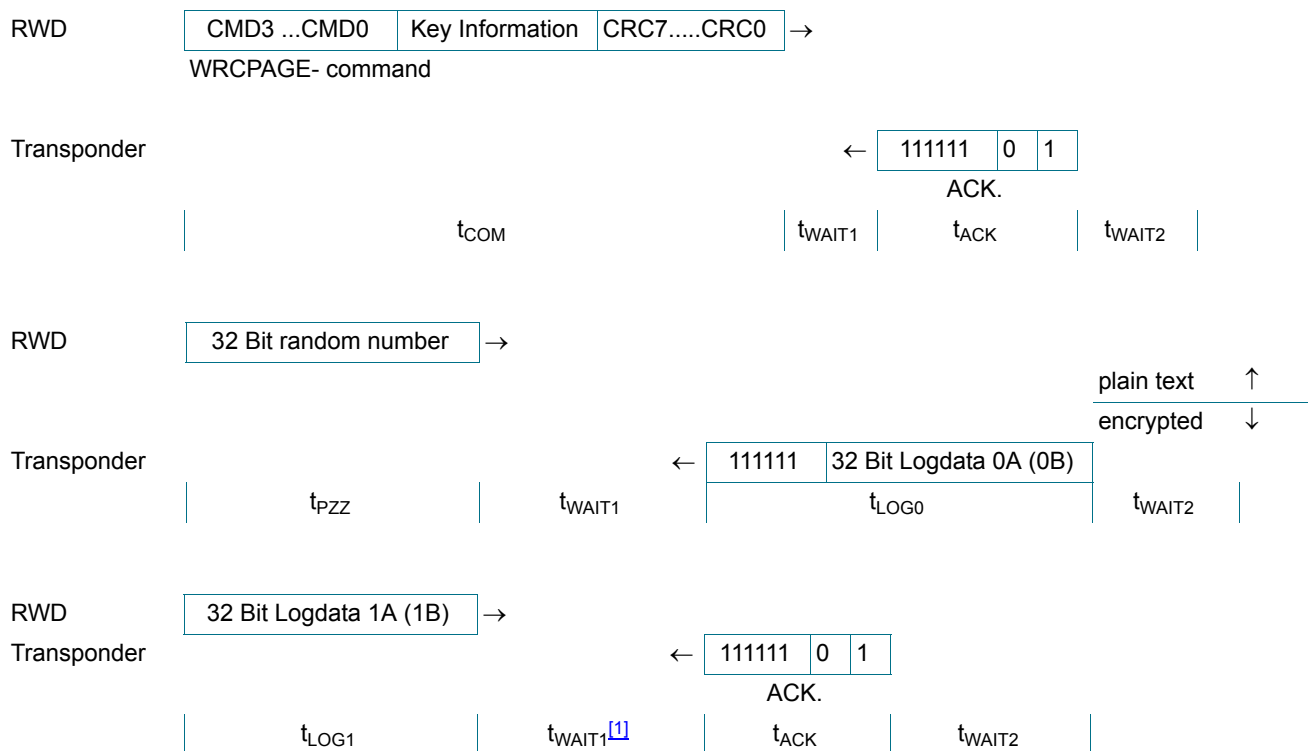 RWD CMD3 ...CMD0 Key Information CRC7.....CRC0 →
WRCPAGE- command
Transponder ← 111111 0 1
ACK.
tCOM tWAIT1 tACK tWAIT2
RWD 32 Bit random number →
plain text ↑
encrypted ↓
Transponder ← 111111 32 Bit Logdata 0A (0B)
tPZZ tWAIT1 tLOG0 tWAIT2
RWD 32 Bit Logdata 1A (1B) →
Transponder ← 111111 0 1
ACK.
tLOG1 tWAIT1[1] tACK tWAIT2